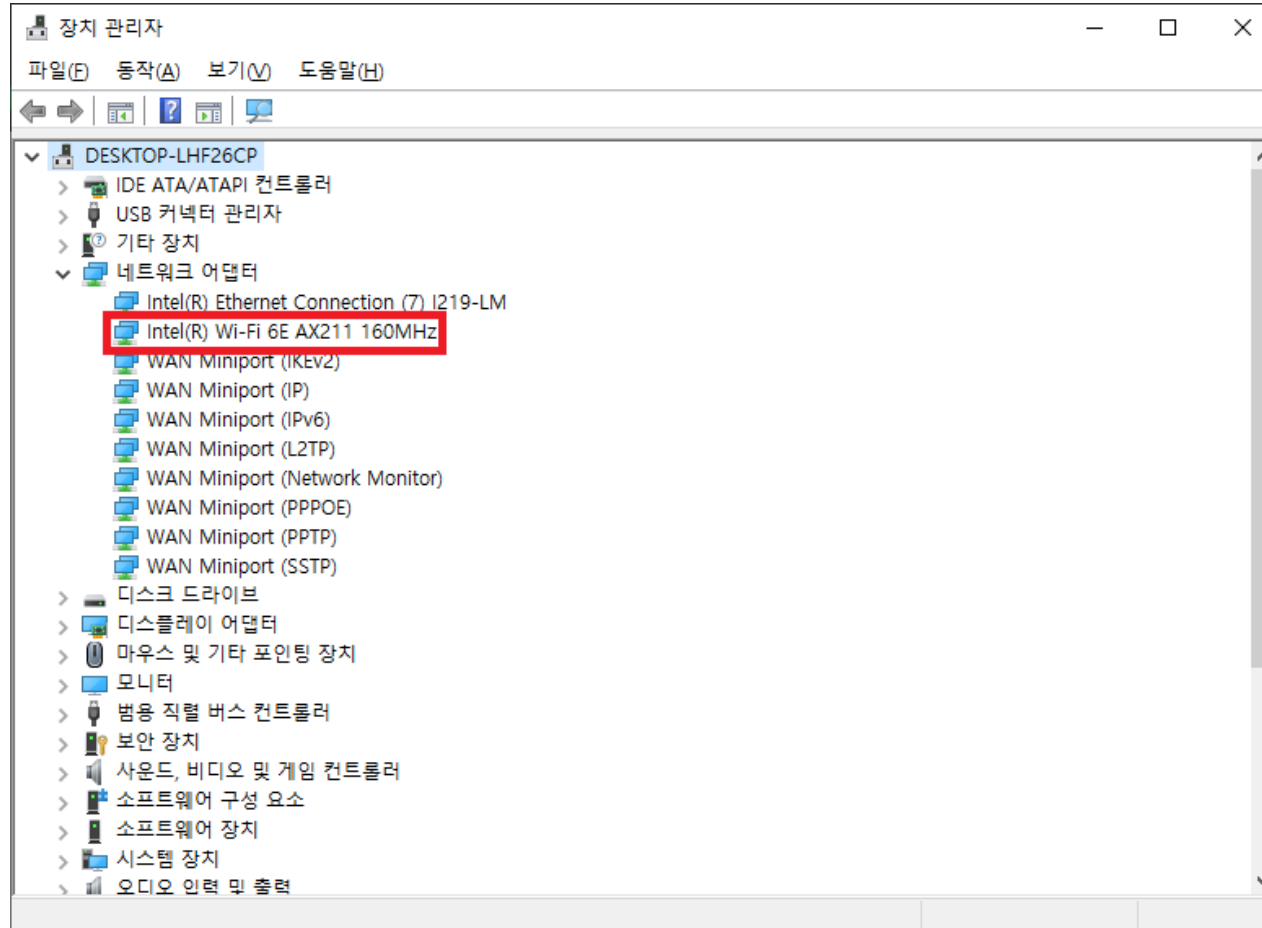 장치 관리자
파일(F) 동작(A) 보기(V) 도움말(H)
DESKTOP-LHF26CP
IDE ATA/ATAPI 컨트롤러
USB 커넥터 관리자
기타 장치
네트워크 어댑터
Intel(R) Ethernet Connection (7) I219-LM
Intel(R) Wi-Fi 6E AX211 160MHz
WAN Miniport (IKEv2)
WAN Miniport (IP)
WAN Miniport (IPv6)
WAN Miniport (L2TP)
WAN Miniport (Network Monitor)
WAN Miniport (PPPOE)
WAN Miniport (PPTP)
WAN Miniport (SSTP)
디스크 드라이브
디스플레이 어댑터
마우스 및 기타 포인팅 장치
모니터
범용 직렬 버스 컨트롤러
보안 장치
사운드, 비디오 및 게임 컨트롤러
소프트웨어 구성 요소
소프트웨어 장치
시스템 장치
오디오 입력 및 출력